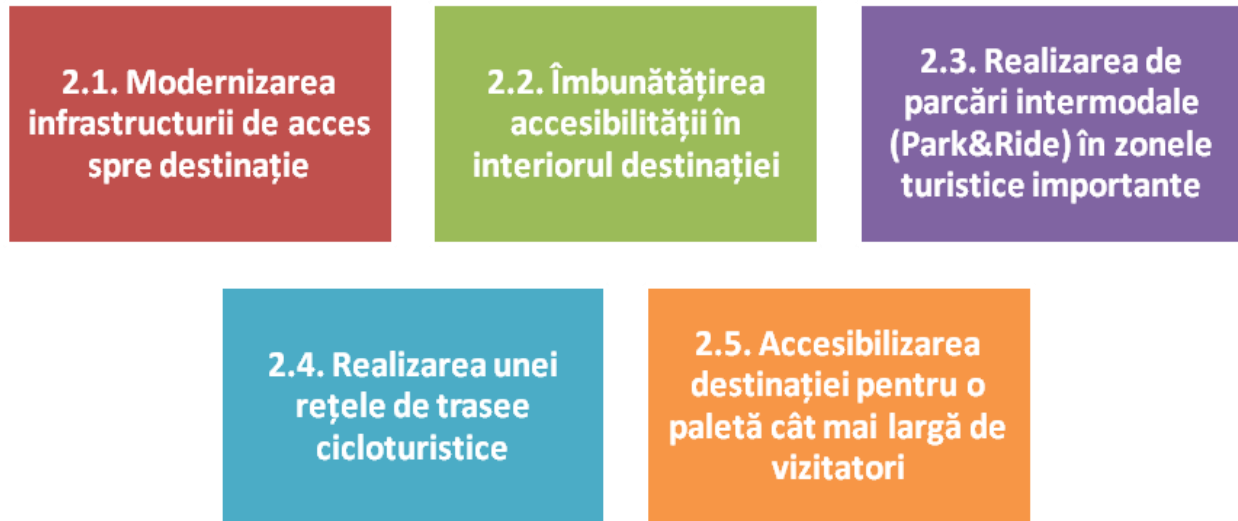 2.1. Modernizarea
infrastructurii de acces
spre destinație
2.2. Îmbunătățirea
accesibilității în
interiorul destinației
2.3. Realizarea de
parcări intermodale
(Park&Ride) în zonele
turistice importante
2.4. Realizarea unei
rețele de trasee
cicloturistice
2.5. Accesibilizarea
destinației pentru o
paletă cât mai largă de
vizitatori